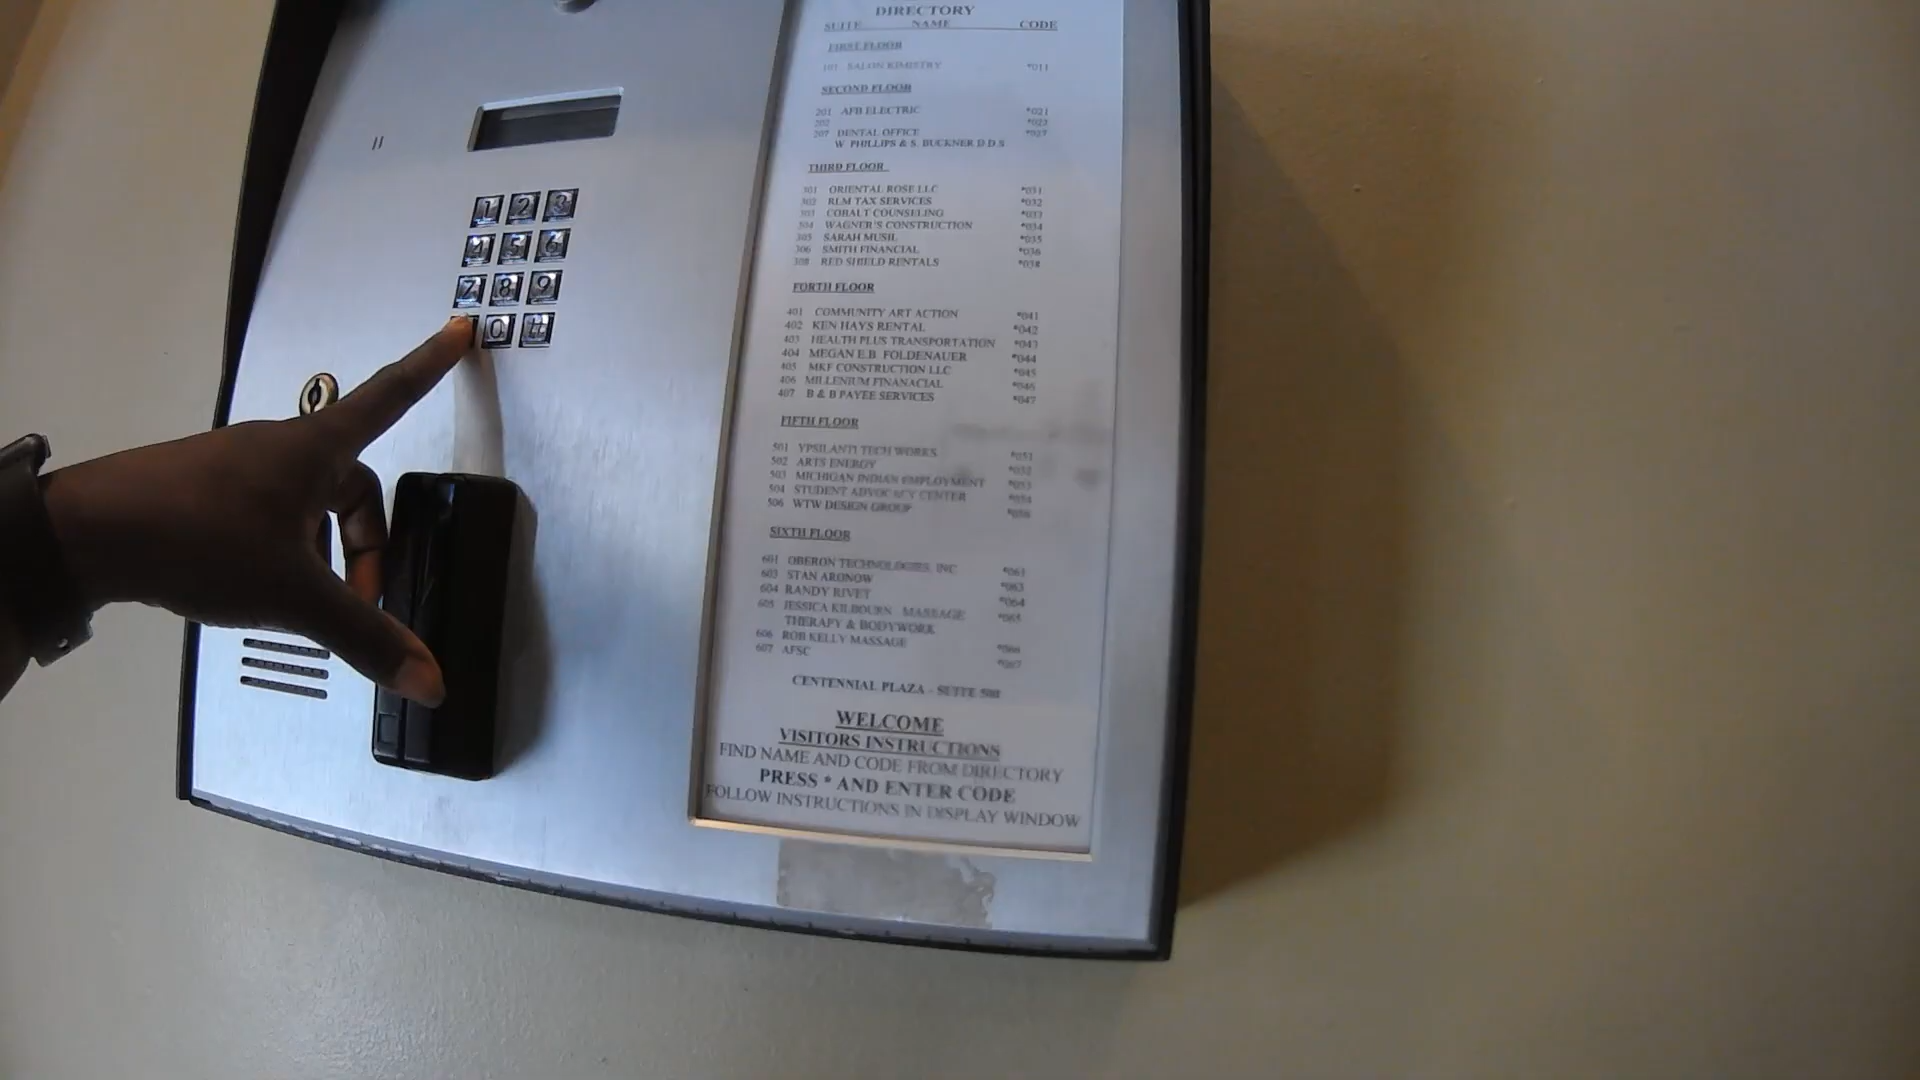 1 2 3
4 5 6
7 8 9
0 #
DIRECTORY
SUITE NAME CODE
FIRST FLOOR
101 SALON KIMISTRY *011
SECOND FLOOR
201 AFB ELECTRIC *021
202 *022
207 DENTAL OFFICE *027
W. PHILLIPS & S. BUCKNER D.D.S
THIRD FLOOR
301 ORIENTAL ROSE LLC *031
302 RLM TAX SERVICES *032
303 COBALT COUNSELING *033
304 WAGNER'S CONSTRUCTION *034
305 SARAH MUSIL *035
306 SMITH FINANCIAL *036
308 RED SHIELD RENTALS *038
FORTH FLOOR
401 COMMUNITY ART ACTION *041
402 KEN HAYS RENTAL *042
403 HEALTH PLUS TRANSPORTATION *043
404 MEGAN E.B. FOLDENAUER *044
405 MKF CONSTRUCTION LLC *045
406 MILLENIUM FINANACIAL *046
407 B & B PAYEE SERVICES *047
FIFTH FLOOR
501 YPSILANTI TECH WORKS *051
502 ARTS ENERGY *052
503 MICHIGAN INDIAN EMPLOYMENT *053
504 STUDENT ADVOCACY CENTER *054
506 WTW DESIGN GROUP *056
SIXTH FLOOR
601 OBERON TECHNOLOGIES, INC *061
603 STAN ARONOW *063
604 RANDY RIVET *064
605 JESSICA KILBOURN MASSAGE *065
THERAPY & BODYWORK
606 ROB KELLY MASSAGE *066
607 AFSC *067
CENTENNIAL PLAZA - SUITE 500
WELCOME
VISITORS INSTRUCTIONS
FIND NAME AND CODE FROM DIRECTORY
PRESS * AND ENTER CODE
FOLLOW INSTRUCTIONS IN DISPLAY WINDOW